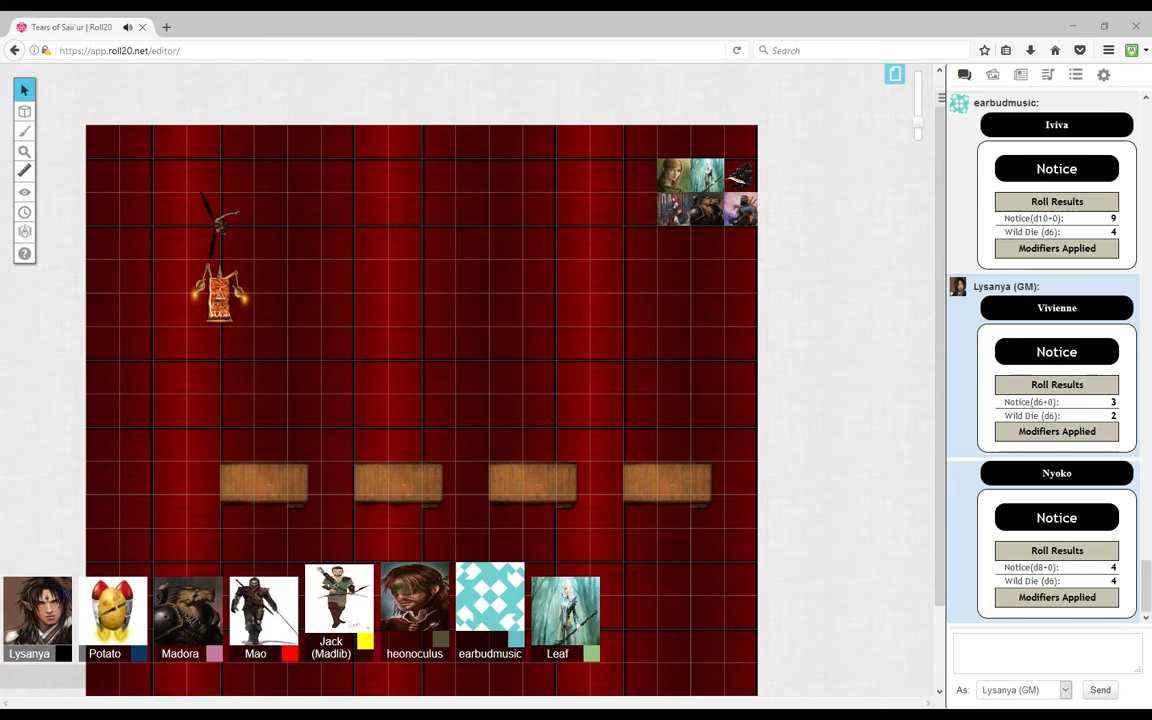 Tears of Saii'ur | Roll20
https://app.roll20.net/editor/
Search
earbudmusic:
Iviva
Notice
Roll Results
Notice(d10+0): 9
Wild Die (d6): 4
Modifiers Applied
Lysanya (GM):
Vivienne
Notice
Roll Results
Notice(d6+0): 3
Wild Die (d6): 2
Modifiers Applied
Nyoko
Notice
Roll Results
Notice(d8+0): 4
Wild Die (d6): 4
Modifiers Applied
Lysanya
Potato
Madora
Mao
Jack
(Madlib)
heonoculus
earbudmusic
Leaf
As: Lysanya (GM) Send